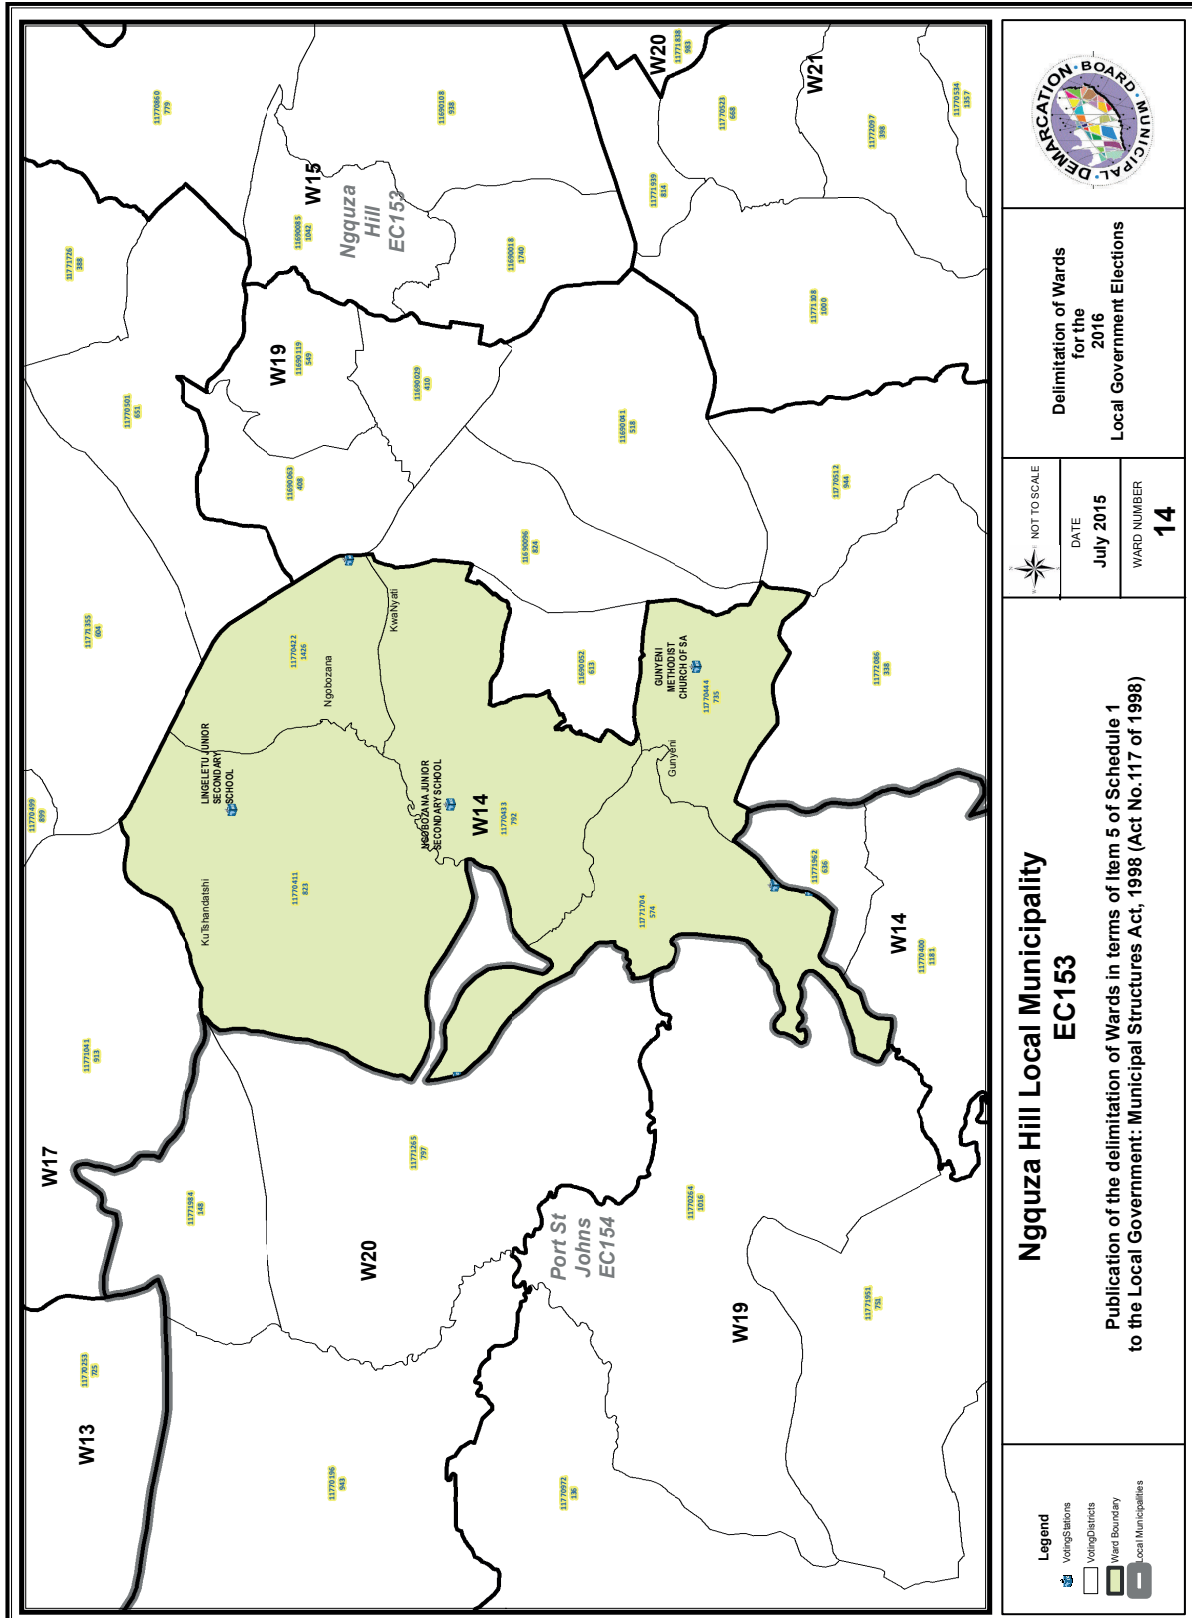 W13
11770253
725
W17
11771041
913
11770499
899
11771355
604
11770501
651
11771726
388
11770860
779
11771984
148
KuTshandatshi
LINGELETU JUNIOR
SECONDARY
SCHOOL
11770411
823
11770422
1426
Ngobozana
KwaNyati
11690063
408
W19
11690119
549
11690029
410
11690085
1042
W15
Ngquza
Hill
EC153
11690108
938
11690018
1740
11770196
943
W20
11771265
797
NGOBOZANA JUNIOR
SECONDARY SCHOOL
W14
11770433
792
11690096
824
11690052
613
11690041
518
11770972
136
Port St
Johns
EC154
11770264
1016
11771704
574
Gunyeni
GUNYENI
METHODIST
CHURCH OF SA
11770444
735
W20
11771838
983
11771939
814
11770523
668
W21
11771108
1000
11772097
398
11770534
1357
W19
11771951
751
11771962
636
W14
11770400
1181
11770512
944
11772086
338
Legend
VotingStations
VotingDistricts
Ward Boundary
Local Municipalities
Ngquza Hill Local Municipality
EC153
Publication of the delimitation of Wards in terms of Item 5 of Schedule 1
to the Local Government: Municipal Structures Act, 1998 (Act No.117 of 1998)
NOT TO SCALE
DATE
July 2015
WARD NUMBER
14
Delimitation of Wards
for the
2016
Local Government Elections
MUNICIPAL DEMARCATION BOARD